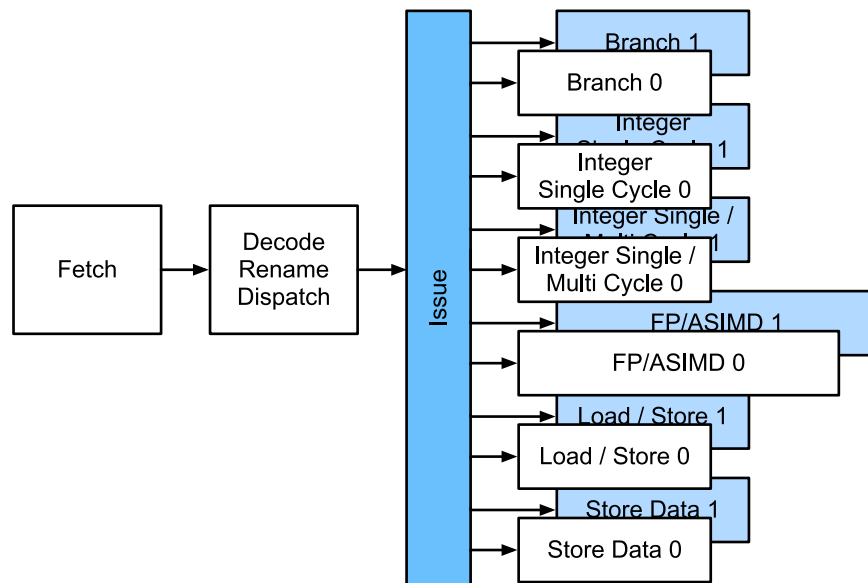 Branch 1
Branch 0
Integer
1
Integer
Single Cycle 0
Integer Single /
1
Integer Single /
Multi Cycle 0
Fetch
Decode
Rename
Dispatch
Issue
FP/ASIMD 1
FP/ASIMD 0
Load / Store 1
Load / Store 0
Store Data 1
Store Data 0